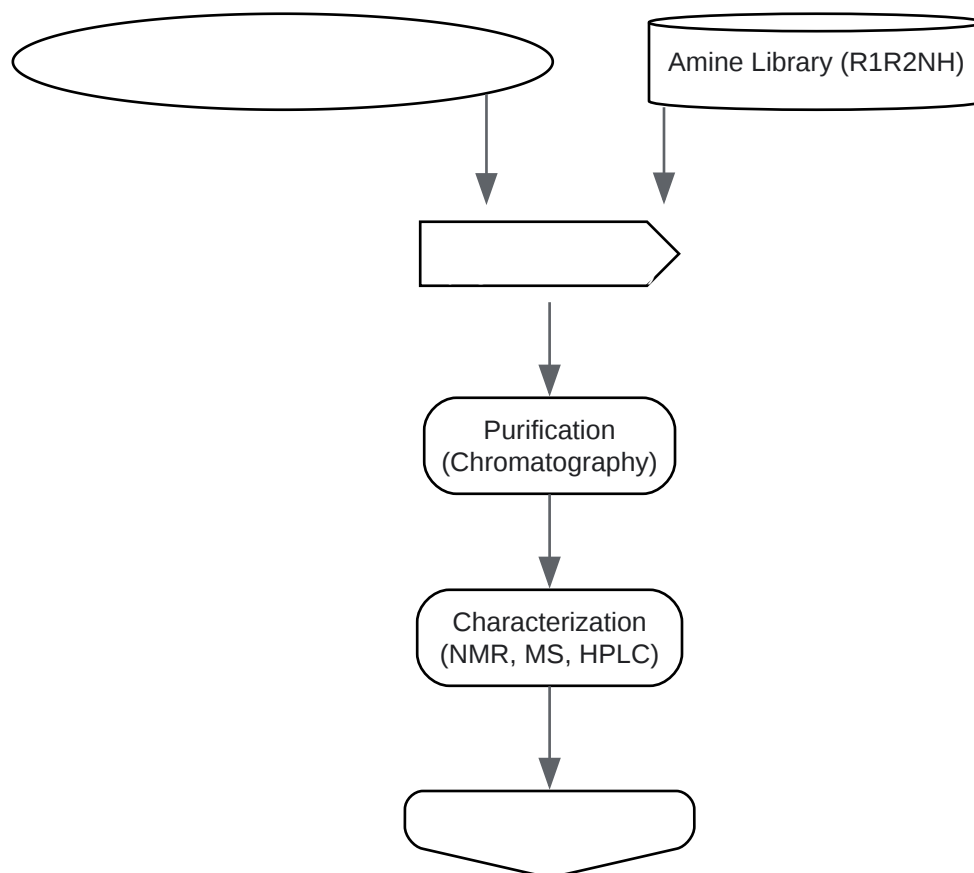 Amine Library (R1R2NH)
Purification
(Chromatography)
Characterization
(NMR, MS, HPLC)